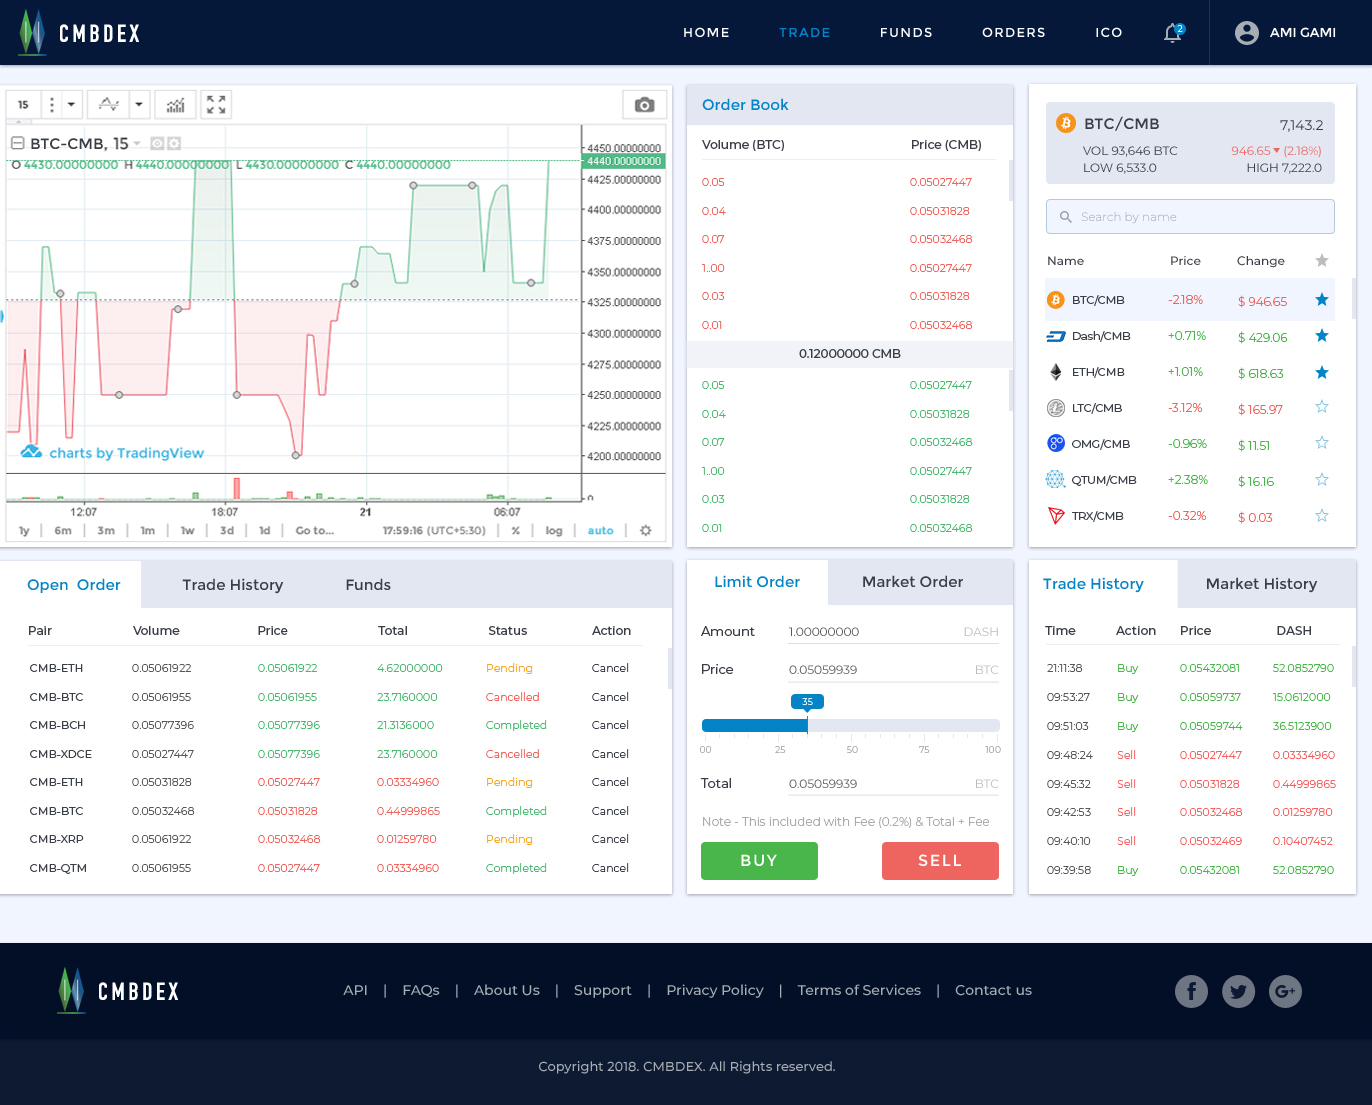 CMBDEX
HOME TRADE FUNDS ORDERS ICO 2 AMI GAMI
15
BTC-CMB, 15
O 4430.00000000 H 4440.00000000 L 4430.00000000 C 4440.00000000
4450.00000000
4440.00000000
4425.00000000
4400.00000000
4375.00000000
4350.00000000
4325.00000000
4300.00000000
4275.00000000
4250.00000000
4225.00000000
4200.00000000
0
charts by TradingView
12:07 18:07 21 06:07
1y 6m 3m 1m 1w 3d 1d Go to... 17:59:16 (UTC+5:30) % log auto
Order Book
Volume (BTC) Price (CMB)
0.05 0.05027447
0.04 0.05031828
0.07 0.05032468
1..00 0.05027447
0.03 0.05031828
0.01 0.05032468
0.12000000 CMB
0.05 0.05027447
0.04 0.05031828
0.07 0.05032468
1..00 0.05027447
0.03 0.05031828
0.01 0.05032468
BTC/CMB 7,143.2
VOL 93,646 BTC 946.65 (2.18%)
LOW 6,533.0 HIGH 7,222.0
Search by name
Name Price Change
BTC/CMB -2.18% $ 946.65
Dash/CMB +0.71% $ 429.06
ETH/CMB +1.01% $ 618.63
LTC/CMB -3.12% $ 165.97
OMG/CMB -0.96% $ 11.51
QTUM/CMB +2.38% $ 16.16
TRX/CMB -0.32% $ 0.03
Open Order Trade History Funds
Pair Volume Price Total Status Action
CMB-ETH 0.05061922 0.05061922 4.62000000 Pending Cancel
CMB-BTC 0.05061955 0.05061955 23.7160000 Cancelled Cancel
CMB-BCH 0.05077396 0.05077396 21.3136000 Completed Cancel
CMB-XDCE 0.05027447 0.05077396 23.7160000 Cancelled Cancel
CMB-ETH 0.05031828 0.05027447 0.03334960 Pending Cancel
CMB-BTC 0.05032468 0.05031828 0.44999865 Completed Cancel
CMB-XRP 0.05061922 0.05032468 0.01259780 Pending Cancel
CMB-QTM 0.05061955 0.05027447 0.03334960 Completed Cancel
Limit Order Market Order
Amount 1.00000000 DASH
Price 0.05059939 BTC
35
00 25 50 75 100
Total 0.05059939 BTC
Note - This included with Fee (0.2%) & Total + Fee
BUY SELL
Trade History Market History
Time Action Price DASH
21:11:38 Buy 0.05432081 52.0852790
09:53:27 Buy 0.05059737 15.0612000
09:51:03 Buy 0.05059744 36.5123900
09:48:24 Sell 0.05027447 0.03334960
09:45:32 Sell 0.05031828 0.44999865
09:42:53 Sell 0.05032468 0.01259780
09:40:10 Sell 0.05032469 0.10407452
09:39:58 Buy 0.05432081 52.0852790
CMBDEX
API | FAQs | About Us | Support | Privacy Policy | Terms of Services | Contact us
Copyright 2018. CMBDEX. All Rights reserved.